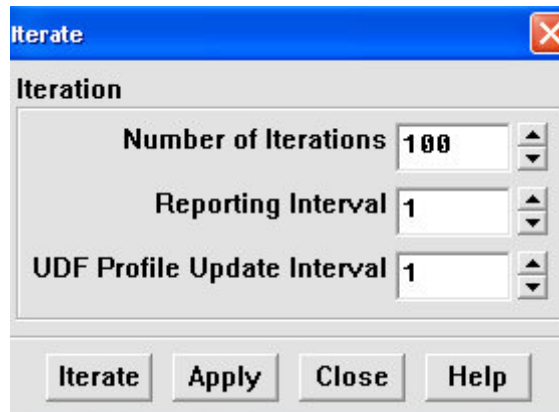 Iterate
Iteration
Number of Iterations 100
Reporting Interval 1
UDF Profile Update Interval 1
Iterate Apply Close Help